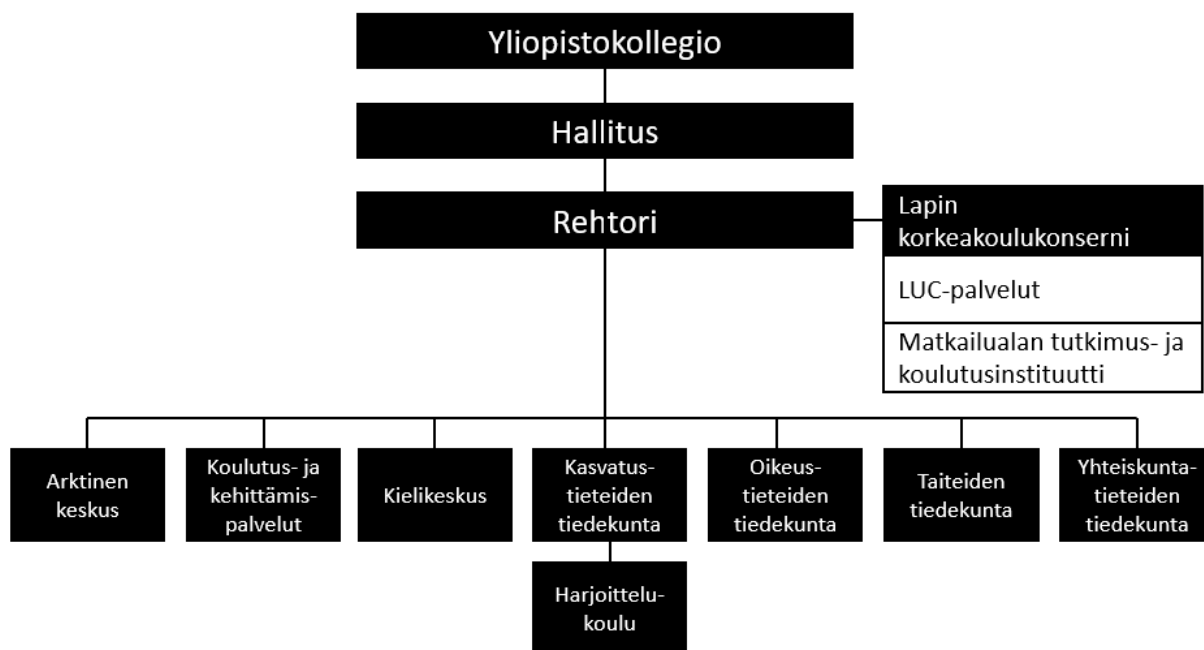 Yliopistokollegio
Hallitus
Rehtori
Lapin
korkeakoulukonserni
LUC-palvelut
Matkailualan tutkimus- ja
koulutusinstituutti
Arktinen
keskus
Koulutus- ja
kehittämis-
palvelut
Kielikeskus
Kasvatus-
tieteiden
tiedekunta
Oikeus-
tieteiden
tiedekunta
Taiteiden
tiedekunta
Yhteiskunta-
tieteiden
tiedekunta
Harjoittelu-
koulu